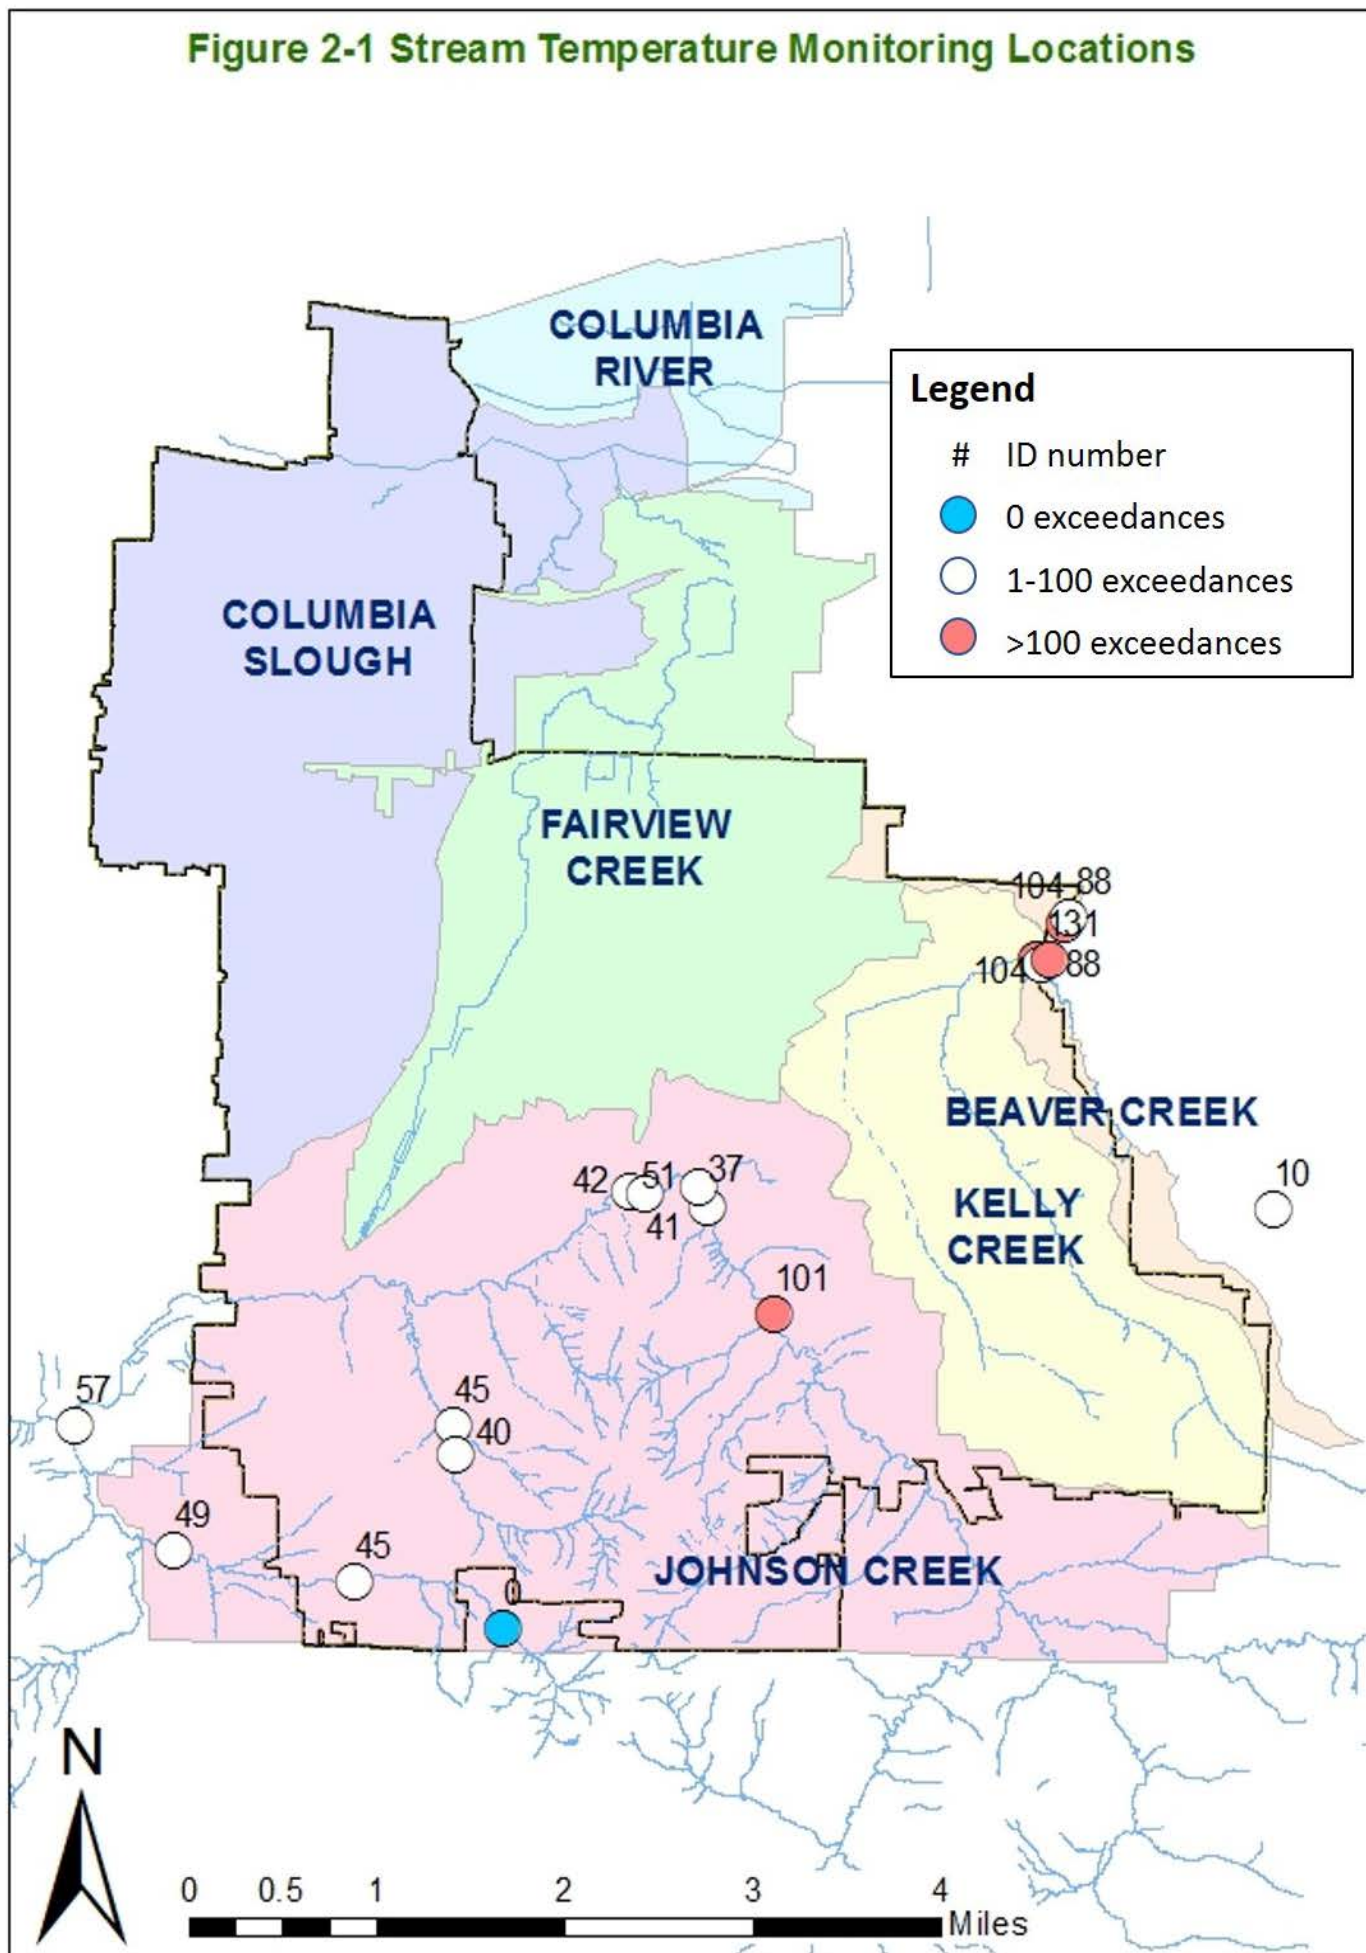 Figure 2-1 Stream Temperature Monitoring Locations
COLUMBIA
RIVER
Legend
# ID number
0 exceedances
1-100 exceedances
>100 exceedances
COLUMBIA
SLOUGH
FAIRVIEW
CREEK
104 88
131
104 88
BEAVER CREEK
KELLY
CREEK
10
42 51 37
41
101
57
45
40
49
45
JOHNSON CREEK
0
N
0 0.5 1 2 3 4
Miles